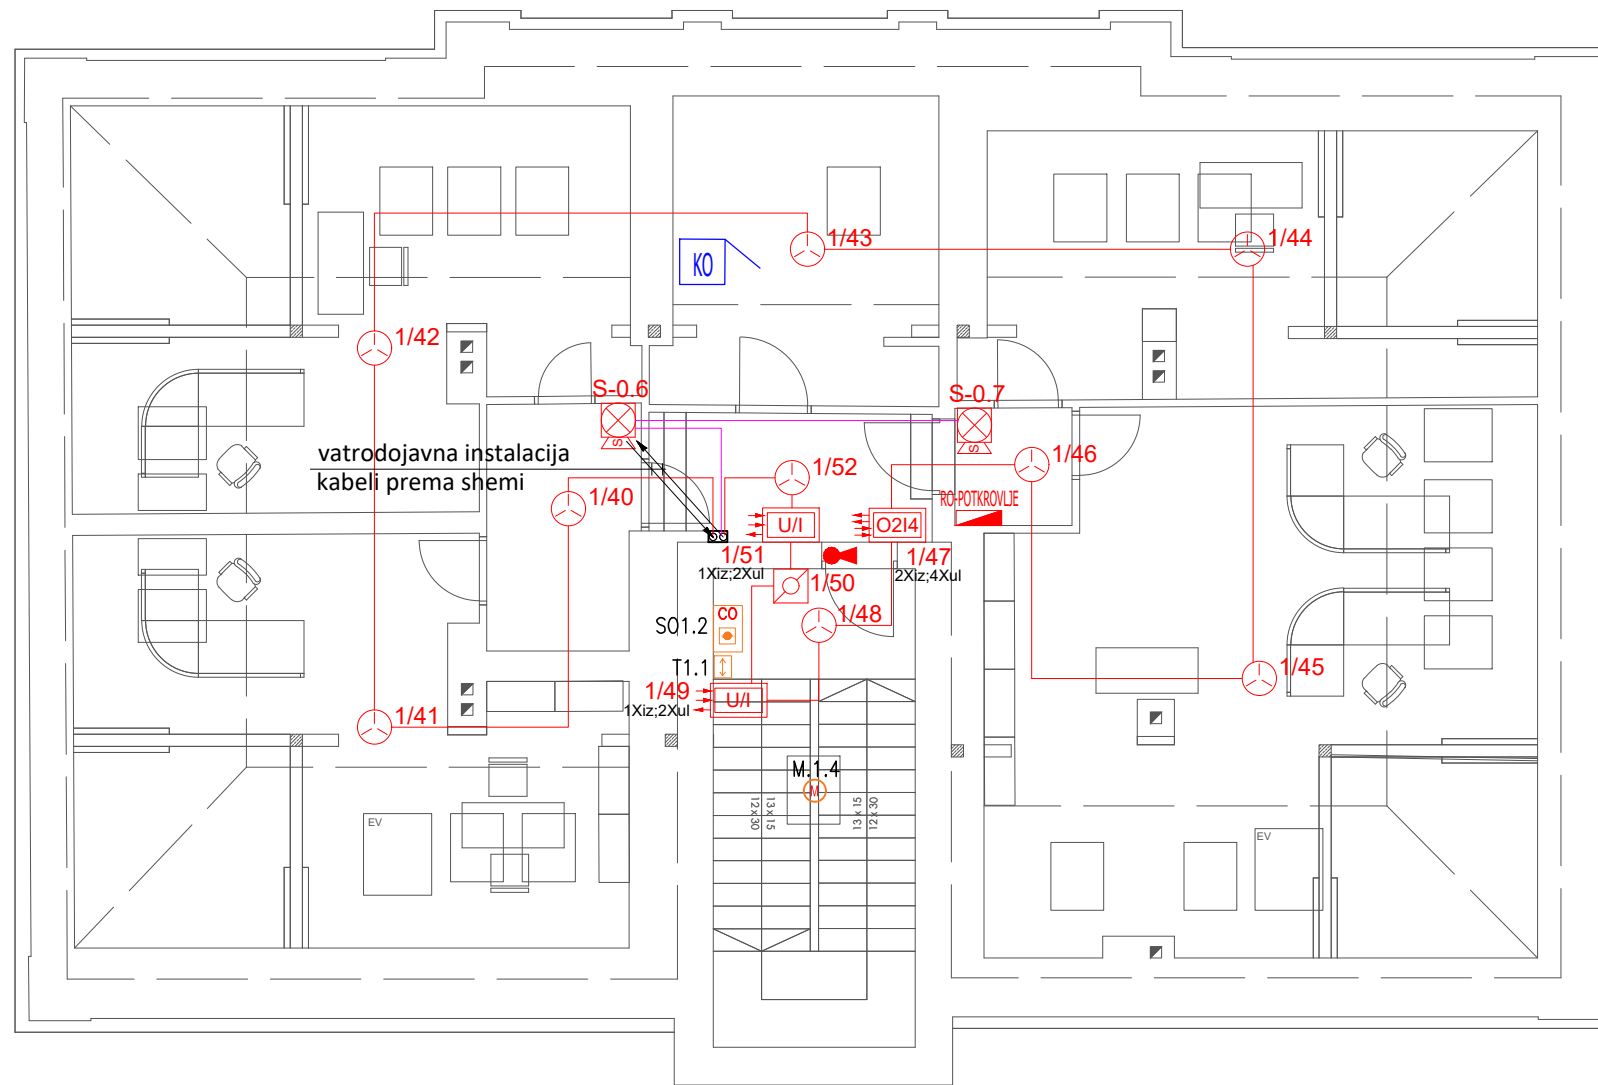 1/43
1/44
KO
1/42
S-0.6
S-0.7
vatrodojavna instalacija
kabeli prema shemi
1/52
1/46
1/40
RO-POTKROVLJE
S
S
U/I
O2I4
1/51
1Xiz;2Xul
1/47
2Xiz;4Xul
1/50
CO
1/48
SO1.2
T1.1
1/45
1/49
U/I
1Xiz;2Xul
1/41
M.1.4
M
12 x 30
13 x 15
13 x 15
12 x 30
EV
EV